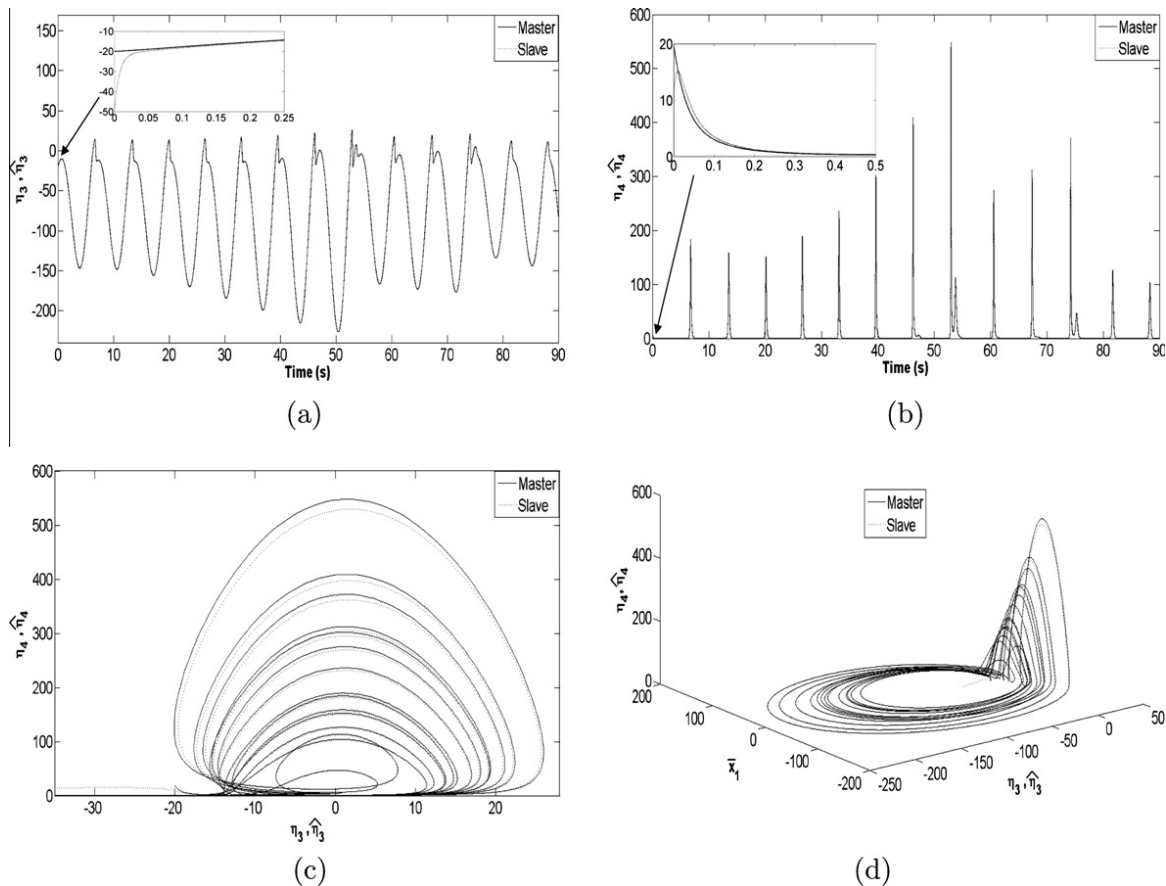 150
100
50
0
-50
-100
-150
-200
η3 , η̂3
0 10 20 30 40 50 60 70 80 90
Time (s)
Master
Slave
-10
-20
-30
-40
-50
0 0.05 0.1 0.15 0.2 0.25
(a)
600
500
400
300
200
100
0
η4 , η̂4
0 10 20 30 40 50 60 70 80 90
Time (s)
Master
Slave
20
10
0
0 0.1 0.2 0.3 0.4 0.5
(b)
600
500
400
300
200
100
0
η4 , η̂4
-30 -20 -10 0 10 20
η3 , η̂3
Master
Slave
(c)
600
400
200
0
η4 , η̂4
200
100
0
-100
-200
x̄1
-250
-200
-150
-100
-50
0
50
η3 , η̂3
Master
Slave
(d)